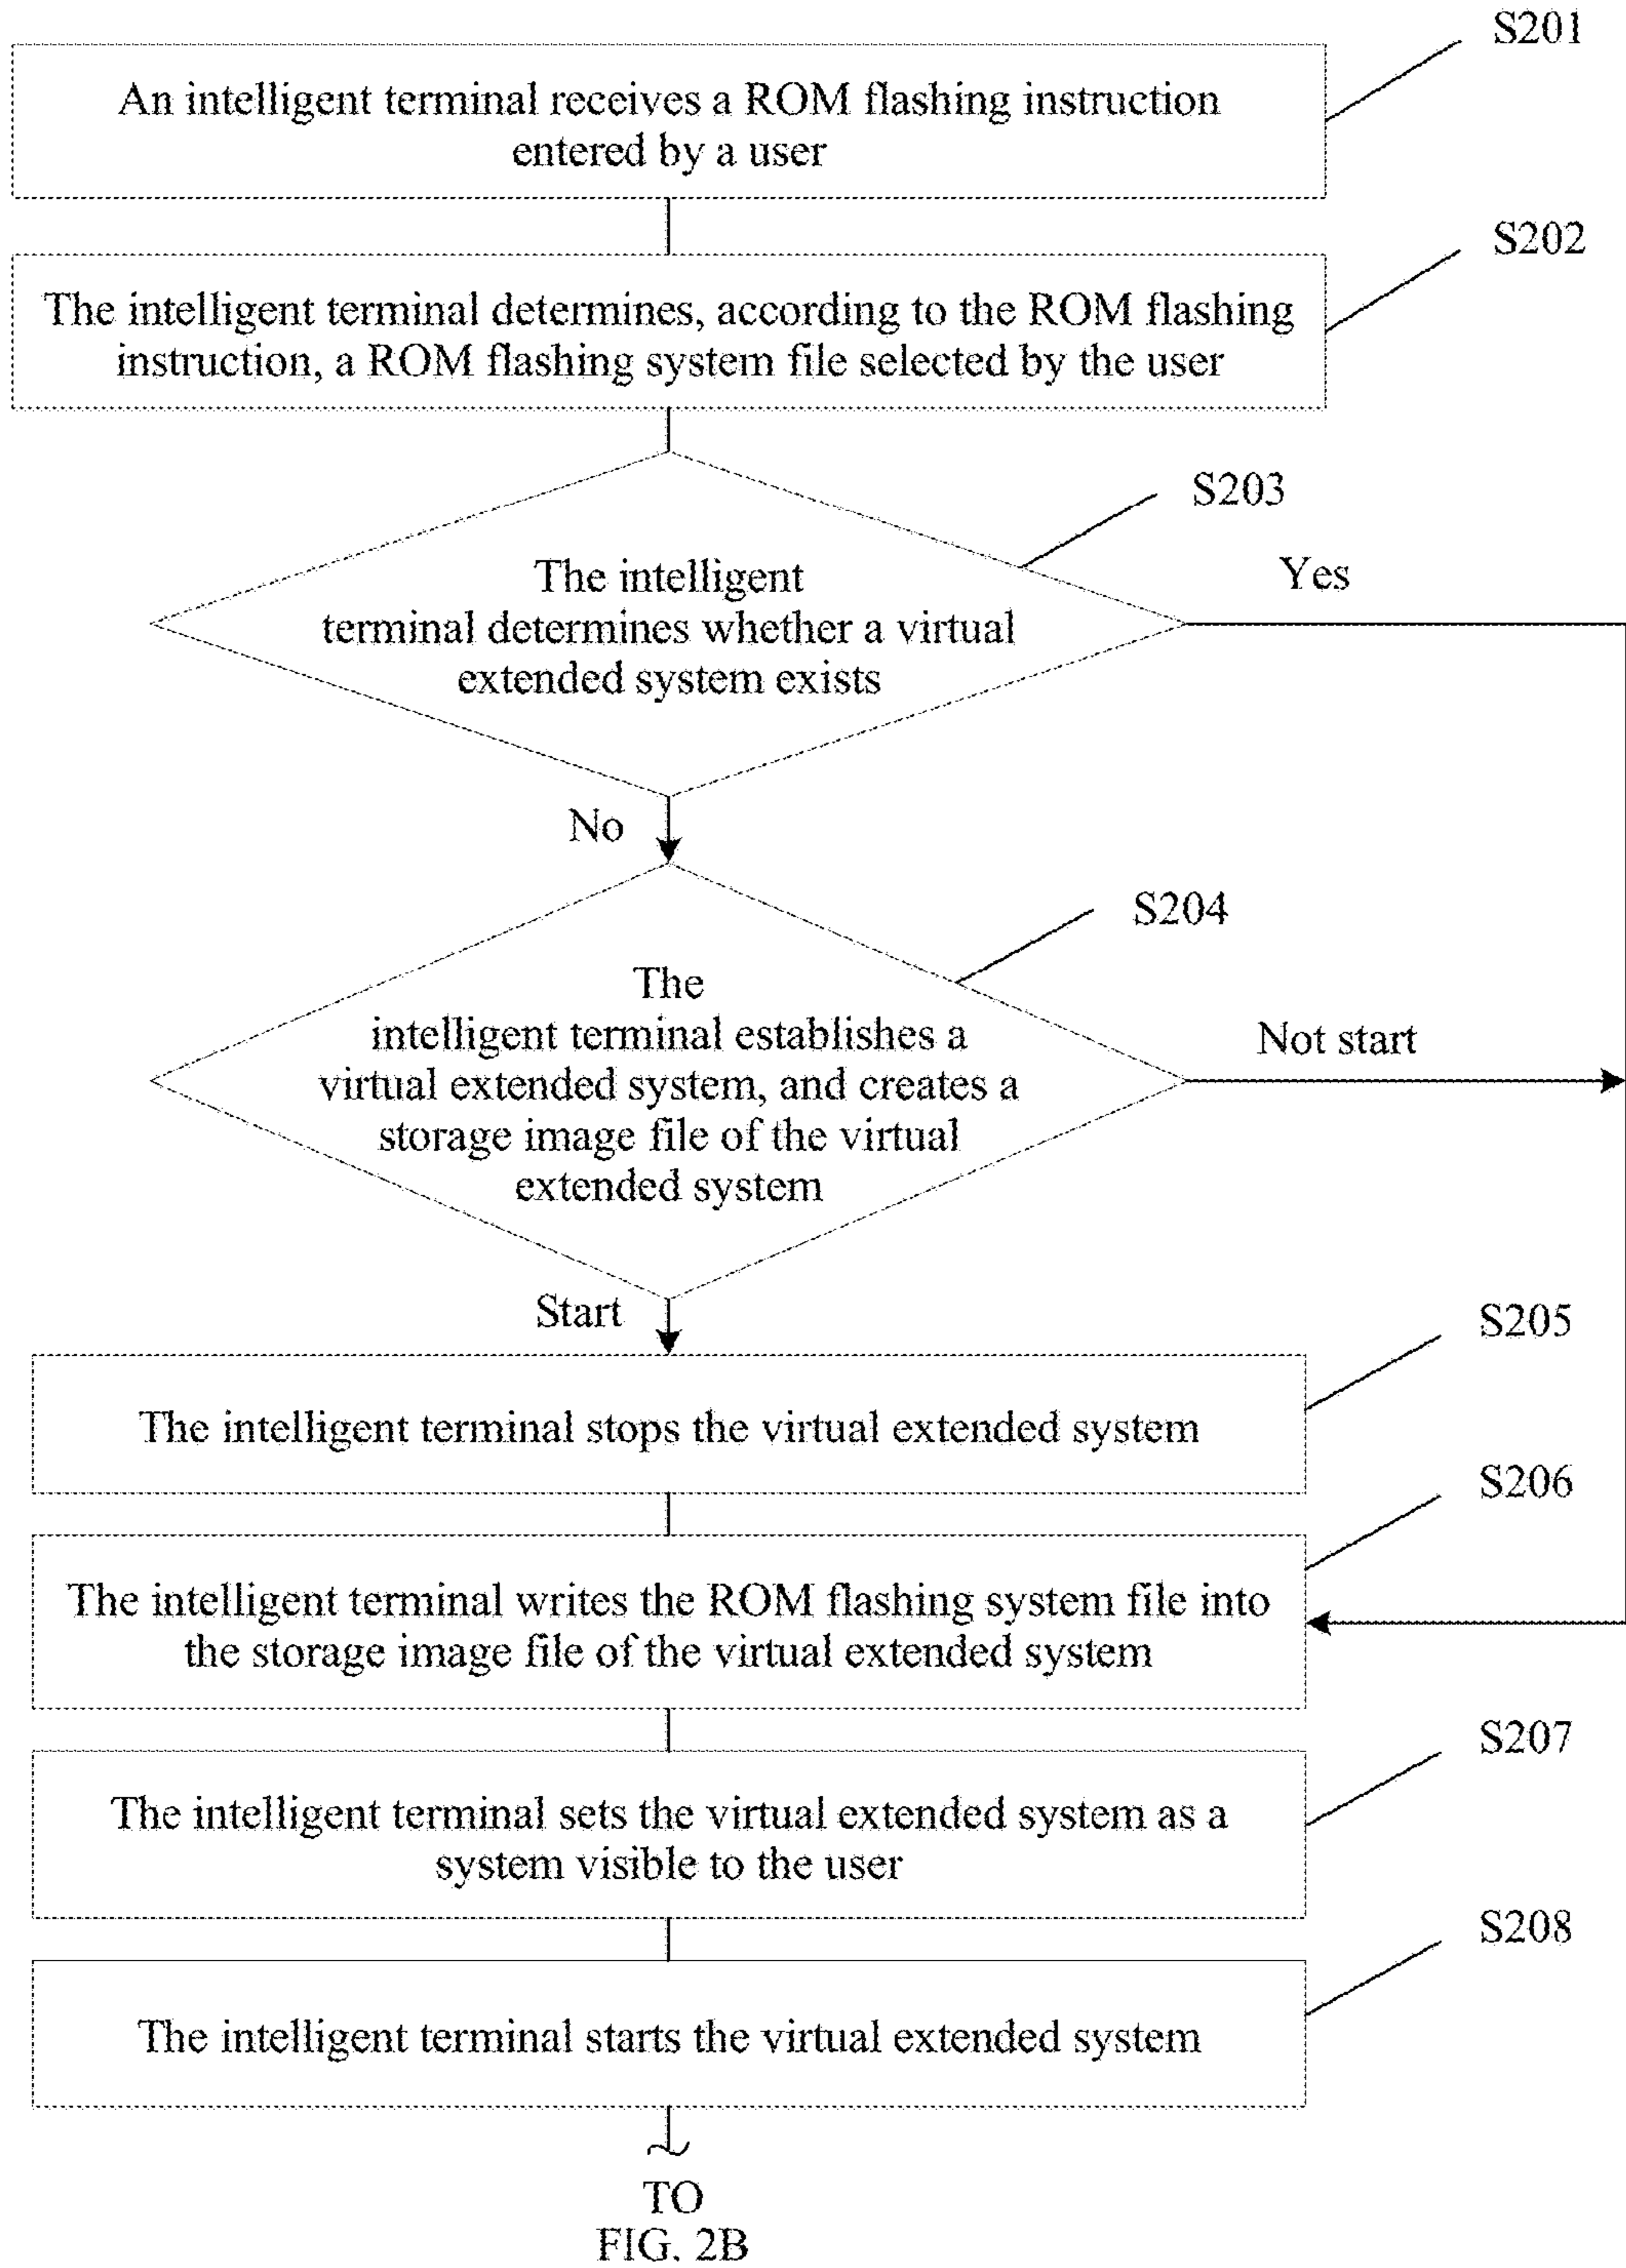 S201
An intelligent terminal receives a ROM flashing instruction
entered by a user
S202
The intelligent terminal determines, according to the ROM flashing
instruction, a ROM flashing system file selected by the user
S203
The intelligent
terminal determines whether a virtual
extended system exists
Yes
No
S204
The
intelligent terminal establishes a
virtual extended system, and creates a
storage image file of the virtual
extended system
Not start
Start
S205
The intelligent terminal stops the virtual extended system
S206
The intelligent terminal writes the ROM flashing system file into
the storage image file of the virtual extended system
S207
The intelligent terminal sets the virtual extended system as a
system visible to the user
S208
The intelligent terminal starts the virtual extended system
TO
FIG. 2B